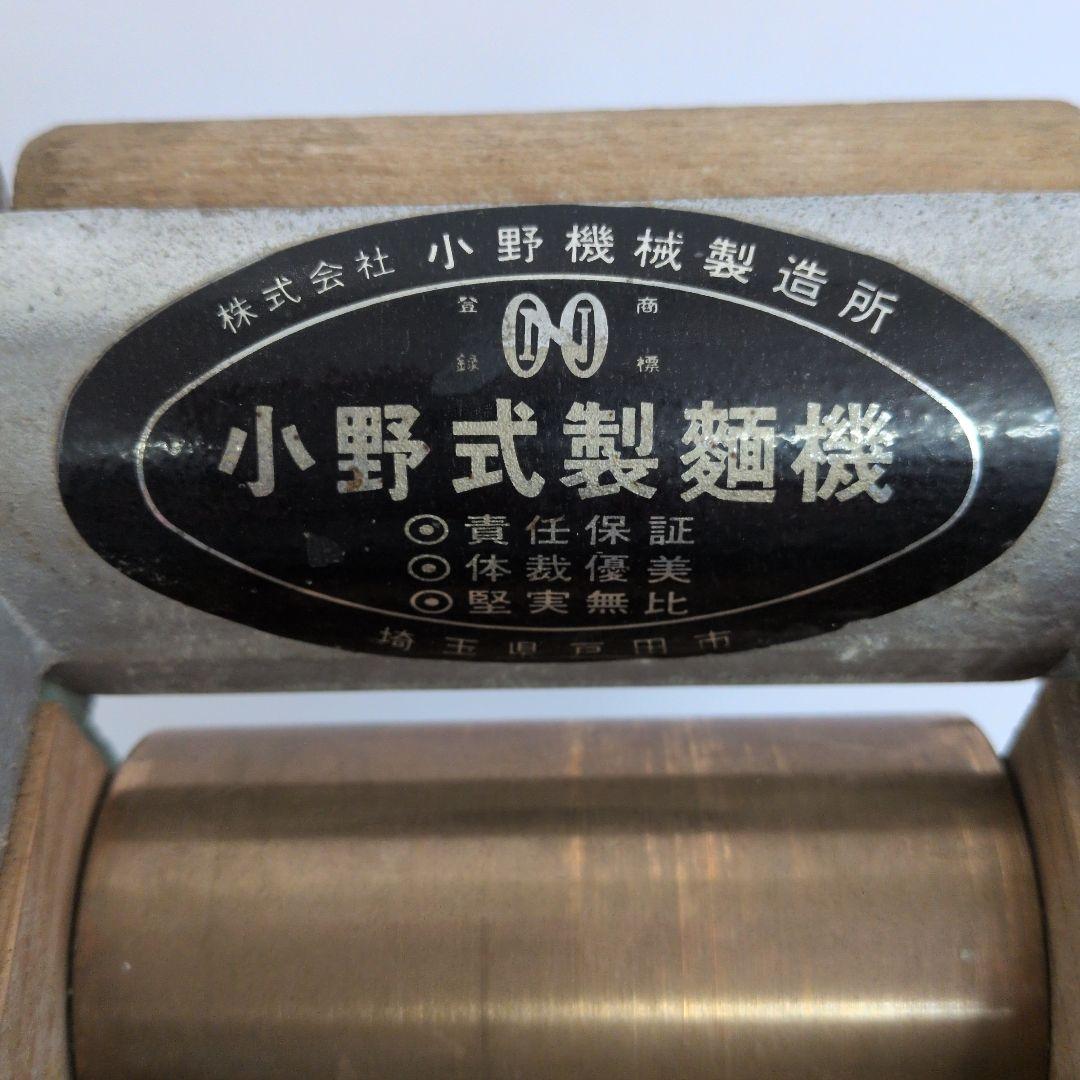 株式会社 小野機械製造所
登録 商標
小野式製麵機
⦿ 責任保証
⦿ 体裁優美
⦿ 堅実無比
埼玉県戸田市